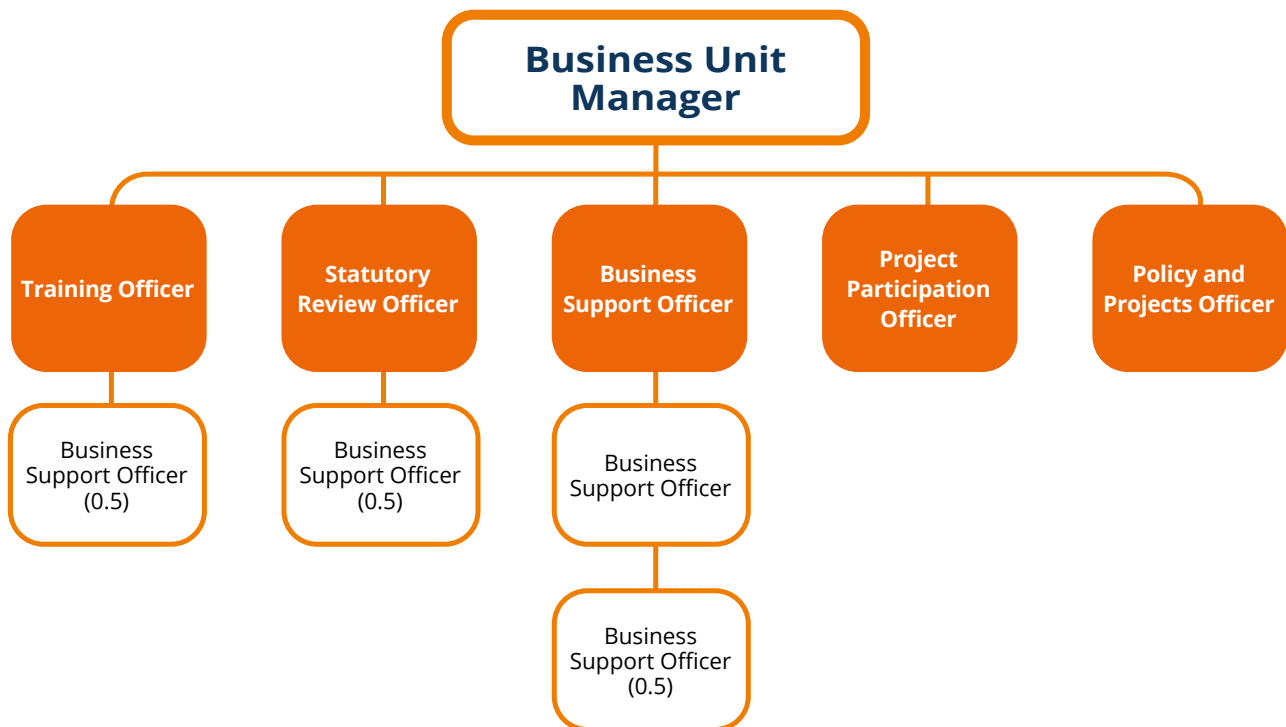 Business Unit
Manager
Training Officer
Statutory
Review Officer
Business
Support Officer
Project
Participation
Officer
Policy and
Projects Officer
Business
Support Officer
(0.5)
Business
Support Officer
(0.5)
Business
Support Officer
Business
Support Officer
(0.5)